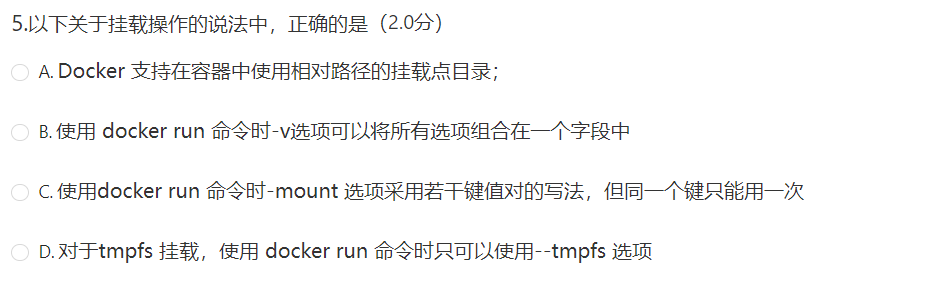 5.以下关于挂载操作的说法中，正确的是（2.0分）
A. Docker 支持在容器中使用相对路径的挂载点目录；
B. 使用 docker run 命令时-v选项可以将所有选项组合在一个字段中
C. 使用docker run 命令时-mount 选项采用若干键值对的写法，但同一个键只能用一次
D. 对于tmpfs 挂载，使用 docker run 命令时只可以使用--tmpfs 选项